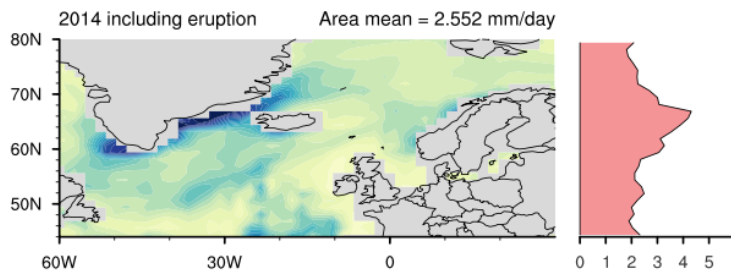 2014 including eruption Area mean = 2.552 mm/day
80N
70N
60N
50N
60W 30W 0 0 1 2 3 4 5